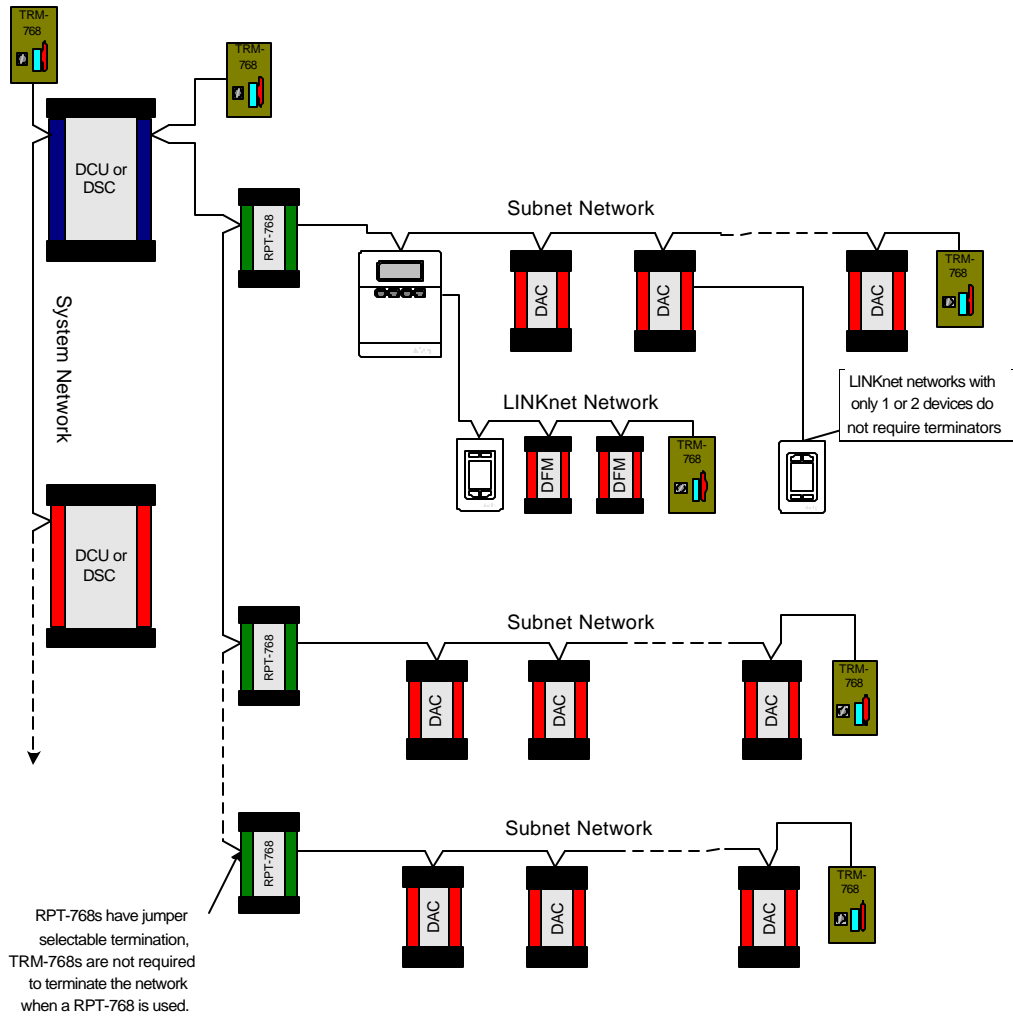 TRM-
768
TRM-
768
DCU or
DSC
RPT-768
Subnet Network
DAC
DAC
DAC
TRM-
768
System Network
LINKnet Network
DFM
DFM
TRM-
768
LINKnet networks with
only 1 or 2 devices do
not require terminators
DCU or
DSC
RPT-768
Subnet Network
DAC
DAC
DAC
TRM-
768
RPT-768
Subnet Network
DAC
DAC
DAC
TRM-
768
RPT-768s have jumper
selectable termination,
TRM-768s are not required
to terminate the network
when a RPT-768 is used.